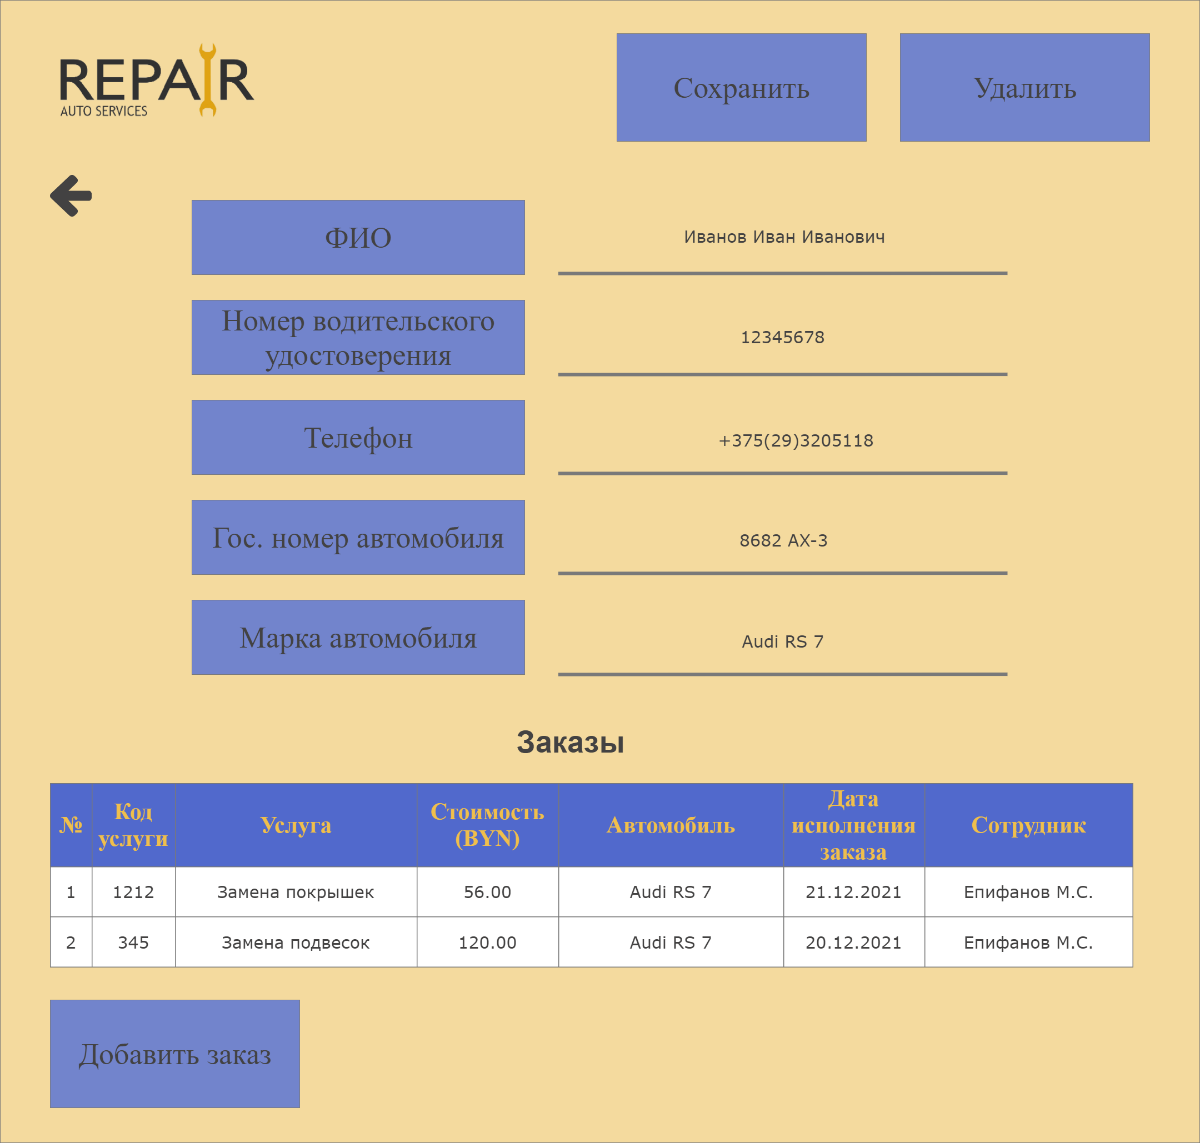 REPAIR
AUTO SERVICES
Сохранить
Удалить
ФИО
Иванов Иван Иванович
Номер водительского
удостоверения
12345678
Телефон
+375(29)3205118
Гос. номер автомобиля
8682 AX-3
Марка автомобиля
Audi RS 7
Заказы
№ Код услуги Услуга Стоимость (BYN) Автомобиль Дата исполнения заказа Сотрудник
1 1212 Замена покрышек 56.00 Audi RS 7 21.12.2021 Епифанов М.С.
2 345 Замена подвесок 120.00 Audi RS 7 20.12.2021 Епифанов М.С.
Добавить заказ